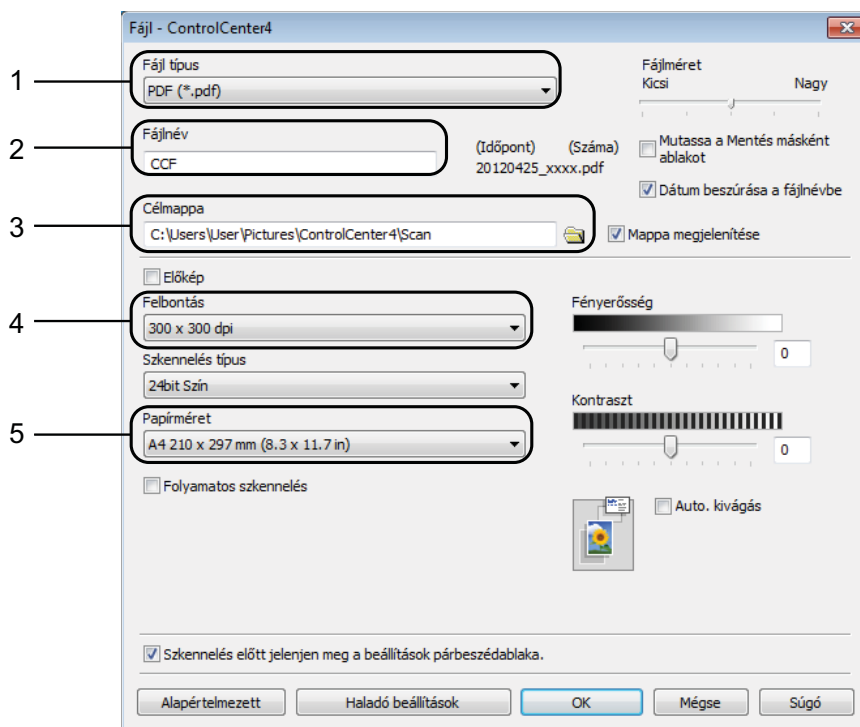 Fájl - ControlCenter4
1
Fájl típus
PDF (*.pdf)
Fájlméret
Kicsi Nagy
2
Fájlnév
CCF
(Időpont) (Száma)
20120425_xxxx.pdf
Mutassa a Mentés másként ablakot
Dátum beszúrása a fájlnévbe
3
Célmappa
C:\Users\User\Pictures\ControlCenter4\Scan
Mappa megjelenítése
Előkép
4
Felbontás
300 x 300 dpi
Fényerősség
0
Szkennelés típus
24bit Szín
Kontraszt
0
5
Papírméret
A4 210 x 297 mm (8.3 x 11.7 in)
Folyamatos szkennelés
Auto. kivágás
Szkennelés előtt jelenjen meg a beállítások párbeszédablaka.
Alapértelmezett Haladó beállítások OK Mégse Súgó